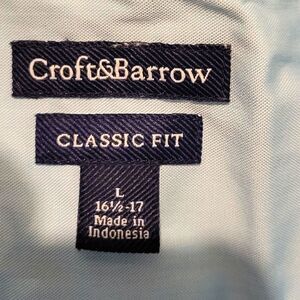 Croft&Barrow
CLASSIC FIT
L
16½-17
Made in
Indonesia